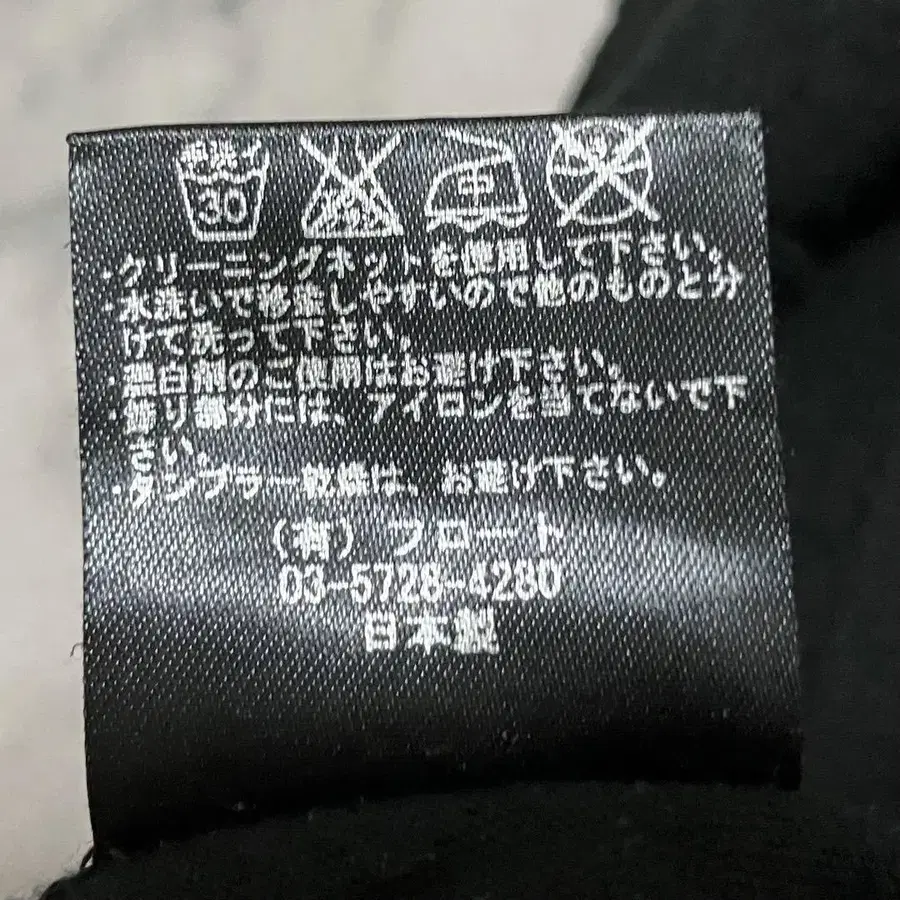 手洗イ
30
中
・クリーニングネットを使用して下さい。
・水洗いで移染しやすいので他のものと分
けて洗って下さい。
・蛍白剤のご使用はお避け下さい。
・飾り部分には、アイロンを当てないで下
さい。
・タンブラー乾燥は、お避け下さい。
(有) フロート
03-5728-4280
日本製